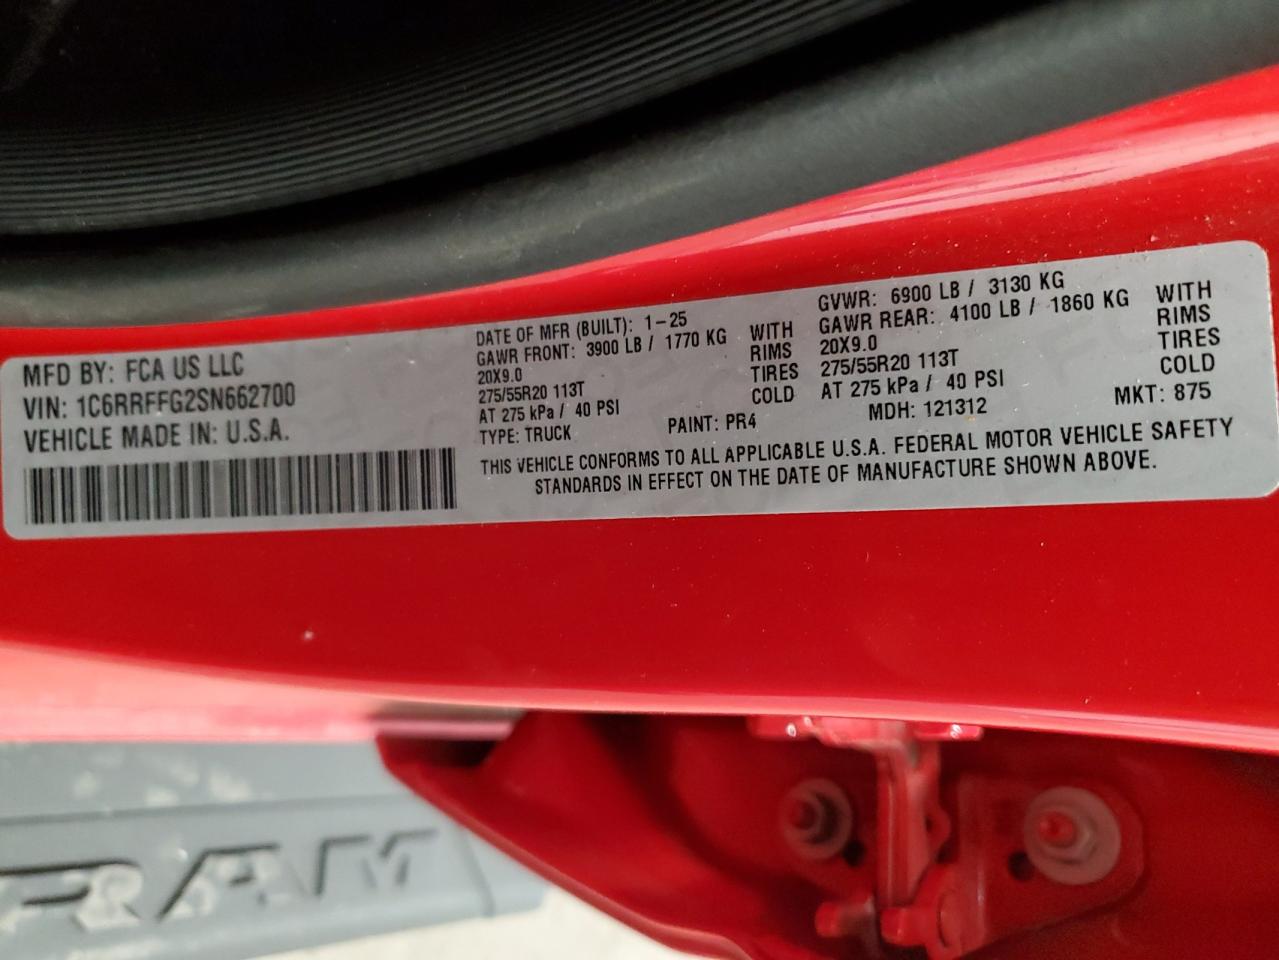 MFD BY: FCA US LLC
VIN: 1C6RRFFG2SN662700
VEHICLE MADE IN: U.S.A.
DATE OF MFR (BUILT): 1-25
GAWR FRONT: 3900 LB / 1770 KG WITH
20X9.0 RIMS
275/55R20 113T TIRES
AT 275 kPa / 40 PSI COLD
TYPE: TRUCK PAINT: PR4
GVWR: 6900 LB / 3130 KG
GAWR REAR: 4100 LB / 1860 KG WITH
20X9.0 RIMS
275/55R20 113T TIRES
AT 275 kPa / 40 PSI COLD
MDH: 121312 MKT: 875
THIS VEHICLE CONFORMS TO ALL APPLICABLE U.S.A. FEDERAL MOTOR VEHICLE SAFETY
STANDARDS IN EFFECT ON THE DATE OF MANUFACTURE SHOWN ABOVE.
RAM